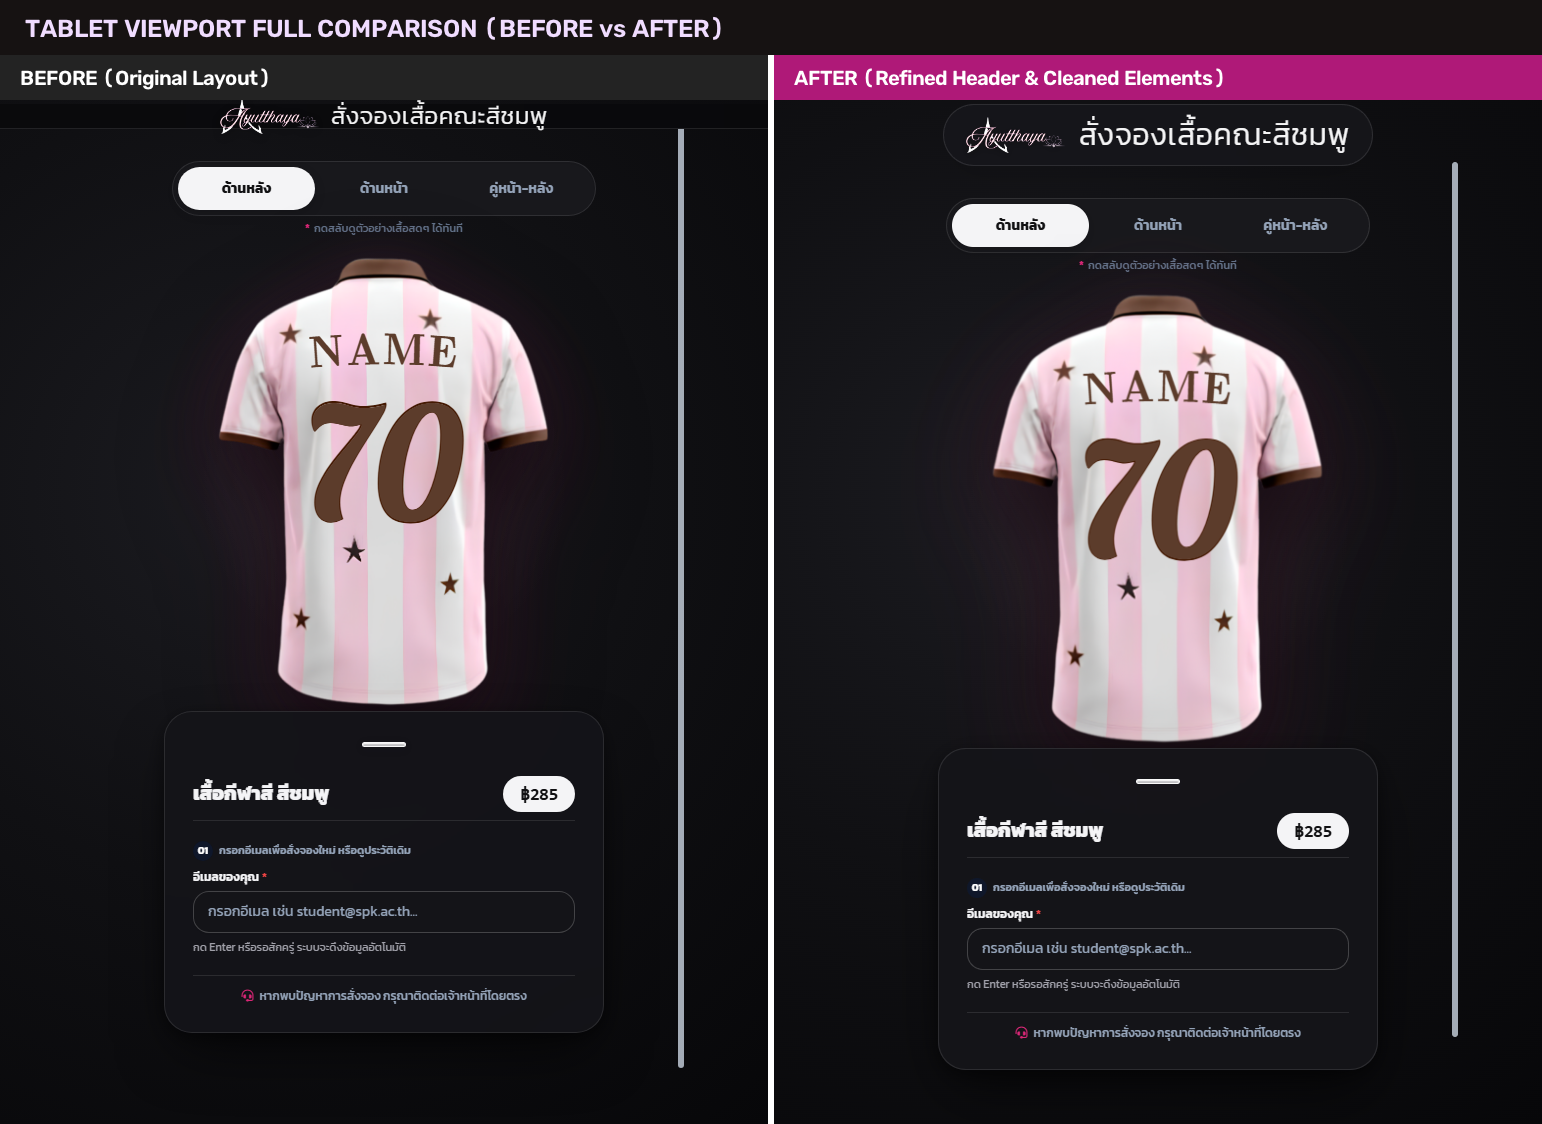 TABLET VIEWPORT FULL COMPARISON (BEFORE vs AFTER)
BEFORE (Original Layout)
Ayutthaya สั่งจองเสื้อคณะสีชมพู
ด้านหลัง ด้านหน้า คู่หน้า-หลัง
* กดสลับดูตัวอย่างเสื้อสดๆ ได้ทันที
NAME
70
เสื้อกีฬาสี สีชมพู ฿285
01 กรอกอีเมลเพื่อสั่งจองใหม่ หรือดูประวัติเดิม
อีเมลของคุณ *
กรอกอีเมล เช่น student@spk.ac.th...
กด Enter หรือรอสักครู่ ระบบจะดึงข้อมูลอัตโนมัติ
หากพบปัญหาการสั่งจอง กรุณาติดต่อเจ้าหน้าที่โดยตรง
AFTER (Refined Header & Cleaned Elements)
Ayutthaya สั่งจองเสื้อคณะสีชมพู
ด้านหลัง ด้านหน้า คู่หน้า-หลัง
* กดสลับดูตัวอย่างเสื้อสดๆ ได้ทันที
NAME
70
เสื้อกีฬาสี สีชมพู ฿285
01 กรอกอีเมลเพื่อสั่งจองใหม่ หรือดูประวัติเดิม
อีเมลของคุณ *
กรอกอีเมล เช่น student@spk.ac.th...
กด Enter หรือรอสักครู่ ระบบจะดึงข้อมูลอัตโนมัติ
หากพบปัญหาการสั่งจอง กรุณาติดต่อเจ้าหน้าที่โดยตรง